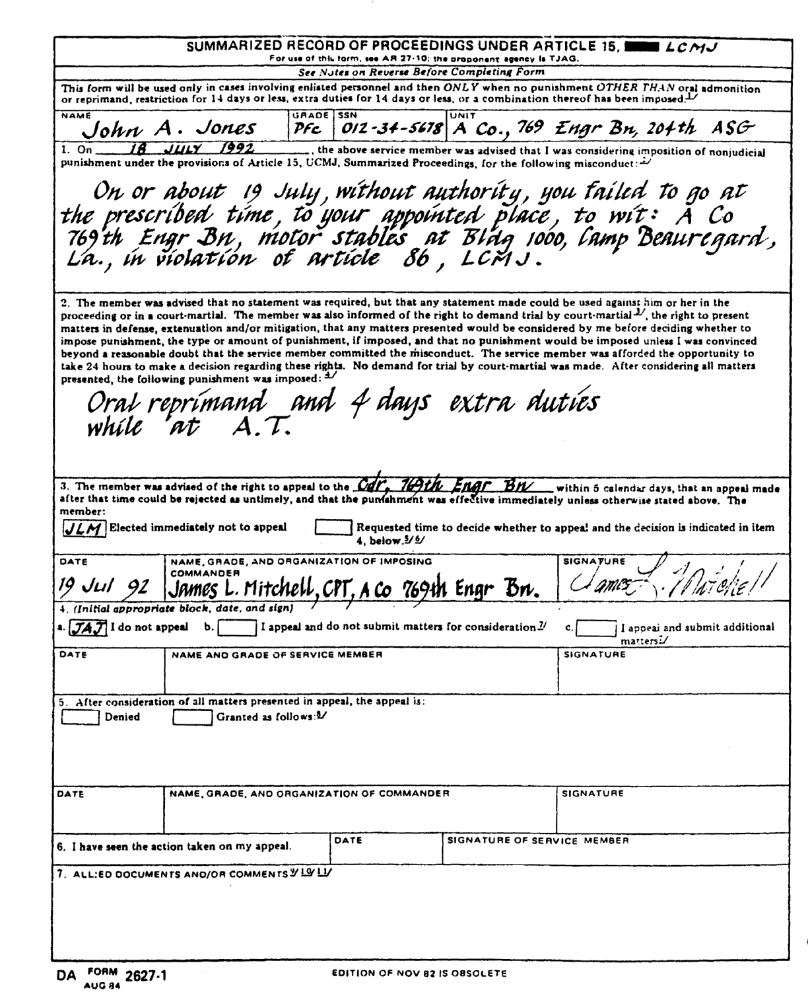 SUMMARIZED RECORD OF PROCEEDINGS UNDER ARTICLE 15, LCMJ
For use of this form, see AR 27-10; the proponent agency is TJAG.
See Notes on Reverse Before Completing Form
This form will be used only in cases involving enlisted personnel and then ONLY when no punishment OTHER THAN oral admonition
or reprimand, restriction for 14 days or less, extra duties for 14 days or less, or a combination thereof has been imposed. 1/
NAME GRADE SSN UNIT
John A. Jones PFC 012-34-5678 A Co., 769 Engr Bn, 204th ASG
1. On 18 JULY 1992, the above service member was advised that I was considering imposition of nonjudicial
punishment under the provisions of Article 15, UCMJ, Summarized Proceedings, for the following misconduct:
On or about 19 July, without authority, you failed to go at
the prescribed time, to your appointed place, to wit: A Co
769th Engr Bn, motor stables at Bldg 1000, Camp Beauregard,
La., in violation of article 86, LCMJ.
2. The member was advised that no statement was required, but that any statement made could be used against him or her in the
proceeding or in a court-martial. The member was also informed of the right to demand trial by court-martial 3/, the right to present
matters in defense, extenuation and/or mitigation, that any matters presented would be considered by me before deciding whether to
impose punishment, the type or amount of punishment, if imposed, and that no punishment would be imposed unless I was convinced
beyond a reasonable doubt that the service member committed the misconduct. The service member was afforded the opportunity to
take 24 hours to make a decision regarding these rights. No demand for trial by court-martial was made. After considering all matters
presented, the following punishment was imposed: 4/
Oral reprimand and 4 days extra duties
while at A.T.
3. The member was advised of the right to appeal to the Cdr, 769th Engr Bn within 5 calendar days, that an appeal made
after that time could be rejected as untimely, and that the punishment was effective immediately unless otherwise stated above. The
member:
JLM Elected immediately not to appeal Requested time to decide whether to appeal and the decision is indicated in item
4, below. 5/ 6/
DATE NAME, GRADE, AND ORGANIZATION OF IMPOSING SIGNATURE
COMMANDER
19 Jul 92 James L. Mitchell, CPT, A Co 769th Engr Bn. James L. Mitchell
4. (Initial appropriate block, date, and sign)
a. JAJ I do not appeal b. I appeal and do not submit matters for consideration 7/ c. I appeal and submit additional
matters
DATE NAME AND GRADE OF SERVICE MEMBER SIGNATURE
5. After consideration of all matters presented in appeal, the appeal is:
Denied Granted as follows: 8/
DATE NAME, GRADE, AND ORGANIZATION OF COMMANDER SIGNATURE
6. I have seen the action taken on my appeal. DATE SIGNATURE OF SERVICE MEMBER
7. ALLIED DOCUMENTS AND/OR COMMENTS 9/ 10/ 11/
DA FORM 2627-1 EDITION OF NOV 82 IS OBSOLETE
AUG 84